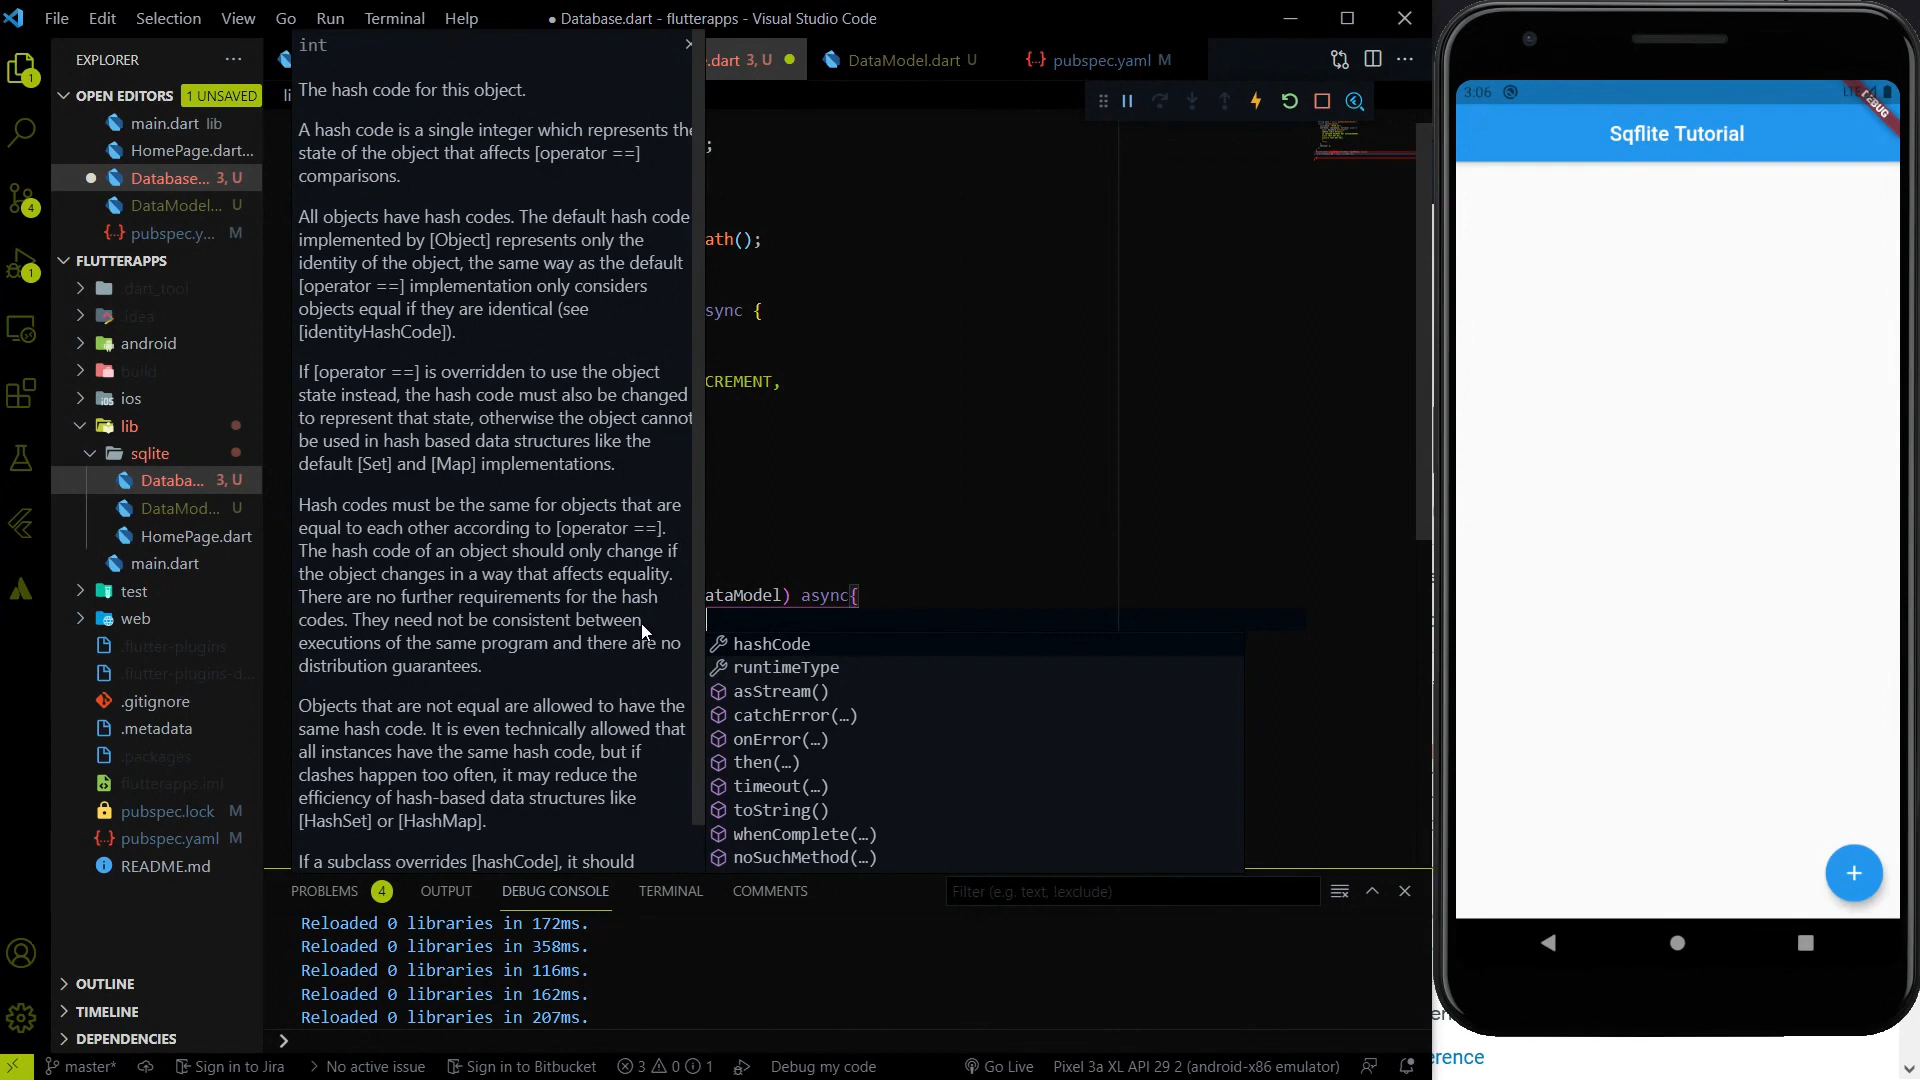 File Edit Selection View Go Run Terminal Help
● Database.dart - flutterapps - Visual Studio Code
EXPLORER
OPEN EDITORS 1 UNSAVED
main.dart lib
HomePage.dart...
Database... 3, U
DataModel... U
pubspec.y... M
FLUTTERAPPS
.dart_tool
.idea
android
build
ios
lib
sqlite
Databa... 3, U
DataMod... U
HomePage.dart
main.dart
test
web
.flutter-plugins
.flutter-plugins-d...
.gitignore
.metadata
.packages
flutterapps.iml
pubspec.lock M
pubspec.yaml M
README.md
OUTLINE
TIMELINE
DEPENDENCIES
.dart 3, U
DataModel.dart U
pubspec.yaml M
li
int
The hash code for this object.
A hash code is a single integer which represents the
state of the object that affects [operator ==]
comparisons.
All objects have hash codes. The default hash code
implemented by [Object] represents only the
identity of the object, the same way as the default
[operator ==] implementation only considers
objects equal if they are identical (see
[identityHashCode]).
If [operator ==] is overridden to use the object
state instead, the hash code must also be changed
to represent that state, otherwise the object cannot
be used in hash based data structures like the
default [Set] and [Map] implementations.
Hash codes must be the same for objects that are
equal to each other according to [operator ==].
The hash code of an object should only change if
the object changes in a way that affects equality.
There are no further requirements for the hash
codes. They need not be consistent between
executions of the same program and there are no
distribution guarantees.
Objects that are not equal are allowed to have the
same hash code. It is even technically allowed that
all instances have the same hash code, but if
clashes happen too often, it may reduce the
efficiency of hash-based data structures like
[HashSet] or [HashMap].
If a subclass overrides [hashCode], it should
;
ath();
sync {
CREMENT,
ataModel) async{
hashCode
runtimeType
asStream()
catchError(…)
onError(…)
then(…)
timeout(…)
toString()
whenComplete(…)
noSuchMethod(…)
PROBLEMS 4 OUTPUT DEBUG CONSOLE TERMINAL COMMENTS
Filter (e.g. text, !exclude)
Reloaded 0 libraries in 172ms.
Reloaded 0 libraries in 358ms.
Reloaded 0 libraries in 116ms.
Reloaded 0 libraries in 162ms.
Reloaded 0 libraries in 207ms.
master* Sign in to Jira No active issue Sign in to Bitbucket 3 0 1 Debug my code Go Live Pixel 3a XL API 29 2 (android-x86 emulator)
3:06 LTE
DEBUG
Sqflite Tutorial
+
erence